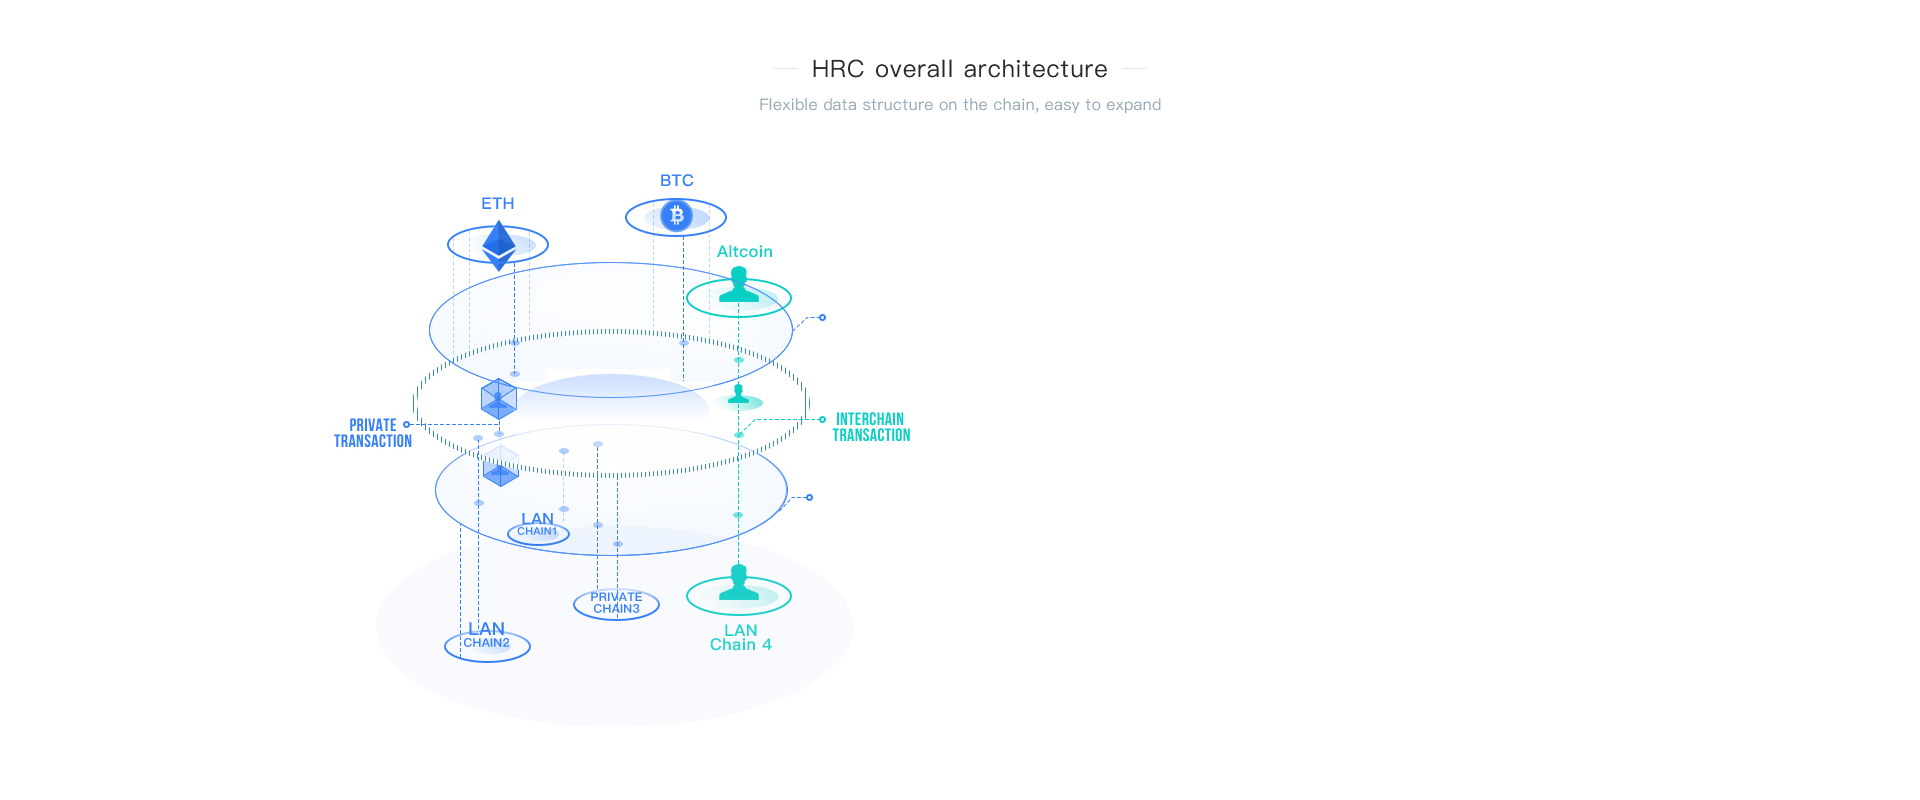 HRC overall architecture
Flexible data structure on the chain, easy to expand
BTC
ETH
Altcoin
PRIVATE
TRANSACTION
INTERCHAIN
TRANSACTION
LAN
CHAIN1
PRIVATE
CHAIN3
LAN
CHAIN2
LAN
Chain 4